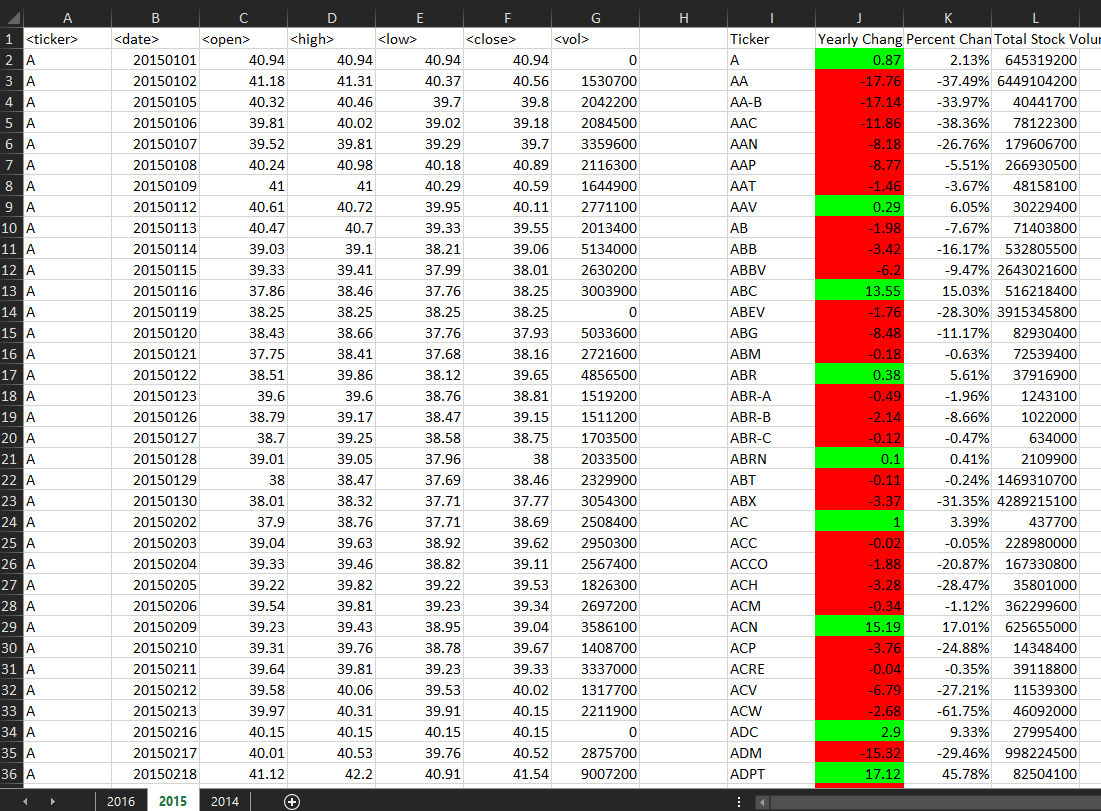 A B C D E F G H I J K L
1 <ticker> <date> <open> <high> <low> <close> <vol> Ticker Yearly Chang Percent Chan Total Stock Volu
2 A 20150101 40.94 40.94 40.94 40.94 0 A 0.87 2.13% 645319200
3 A 20150102 41.18 41.31 40.37 40.56 1530700 AA -17.76 -37.49% 6449104200
4 A 20150105 40.32 40.46 39.7 39.8 2042200 AA-B -17.14 -33.97% 40441700
5 A 20150106 39.81 40.02 39.02 39.18 2084500 AAC -11.86 -38.36% 78122300
6 A 20150107 39.52 39.81 39.29 39.7 3359600 AAN -8.18 -26.76% 179606700
7 A 20150108 40.24 40.98 40.18 40.89 2116300 AAP -8.77 -5.51% 266930500
8 A 20150109 41 41 40.29 40.59 1644900 AAT -1.46 -3.67% 48158100
9 A 20150112 40.61 40.72 39.95 40.11 2771100 AAV 0.29 6.05% 30229400
10 A 20150113 40.47 40.7 39.33 39.55 2013400 AB -1.98 -7.67% 71403800
11 A 20150114 39.03 39.1 38.21 39.06 5134000 ABB -3.42 -16.17% 532805500
12 A 20150115 39.33 39.41 37.99 38.01 2630200 ABBV -6.2 -9.47% 2643021600
13 A 20150116 37.86 38.46 37.76 38.25 3003900 ABC 13.55 15.03% 516218400
14 A 20150119 38.25 38.25 38.25 38.25 0 ABEV -1.76 -28.30% 3915345800
15 A 20150120 38.43 38.66 37.76 37.93 5033600 ABG -8.48 -11.17% 82930400
16 A 20150121 37.75 38.41 37.68 38.16 2721600 ABM -0.18 -0.63% 72539400
17 A 20150122 38.51 39.86 38.12 39.65 4856500 ABR 0.38 5.61% 37916900
18 A 20150123 39.6 39.6 38.76 38.81 1519200 ABR-A -0.49 -1.96% 1243100
19 A 20150126 38.79 39.17 38.47 39.15 1511200 ABR-B -2.14 -8.66% 1022000
20 A 20150127 38.7 39.25 38.58 38.75 1703500 ABR-C -0.12 -0.47% 634000
21 A 20150128 39.01 39.05 37.96 38 2033500 ABRN 0.1 0.41% 2109900
22 A 20150129 38 38.47 37.69 38.46 2329900 ABT -0.11 -0.24% 1469310700
23 A 20150130 38.01 38.32 37.71 37.77 3054300 ABX -3.37 -31.35% 4289215100
24 A 20150202 37.9 38.76 37.71 38.69 2508400 AC 1 3.39% 437700
25 A 20150203 39.04 39.63 38.92 39.62 2950300 ACC -0.02 -0.05% 228980000
26 A 20150204 39.33 39.46 38.82 39.11 2567400 ACCO -1.88 -20.87% 167330800
27 A 20150205 39.22 39.82 39.22 39.53 1826300 ACH -3.28 -28.47% 35801000
28 A 20150206 39.54 39.81 39.23 39.34 2697200 ACM -0.34 -1.12% 362299600
29 A 20150209 39.23 39.43 38.95 39.04 3586100 ACN 15.19 17.01% 625655000
30 A 20150210 39.31 39.76 38.78 39.67 1408700 ACP -3.76 -24.88% 14348400
31 A 20150211 39.64 39.81 39.23 39.33 3337000 ACRE -0.04 -0.35% 39118800
32 A 20150212 39.58 40.06 39.53 40.02 1317700 ACV -6.79 -27.21% 11539300
33 A 20150213 39.97 40.31 39.91 40.15 2211900 ACW -2.68 -61.75% 46092000
34 A 20150216 40.15 40.15 40.15 40.15 0 ADC 2.9 9.33% 27995400
35 A 20150217 40.01 40.53 39.76 40.52 2875700 ADM -15.32 -29.46% 998224500
36 A 20150218 41.12 42.2 40.91 41.54 9007200 ADPT 17.12 45.78% 82504100
2016 2015 2014